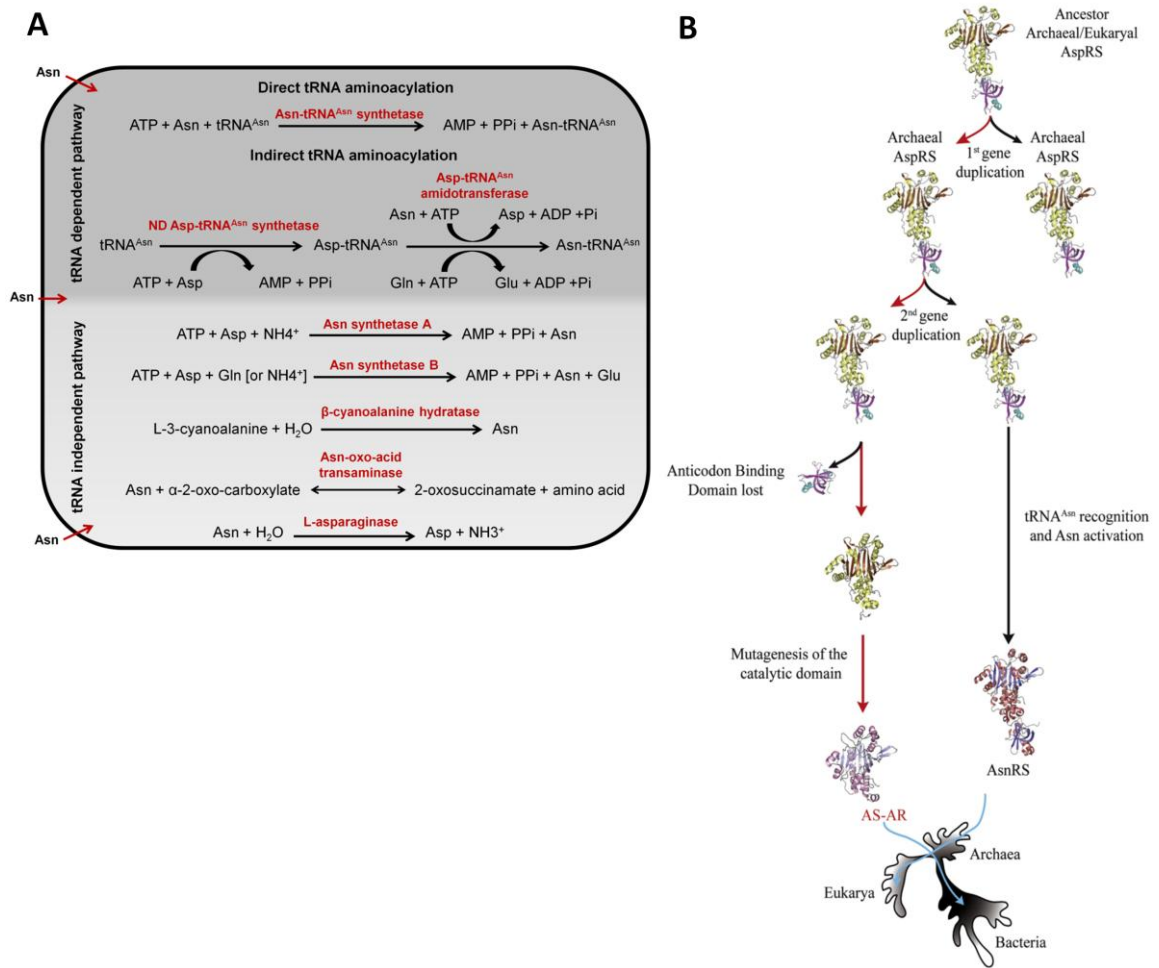 A
Asn
tRNA dependent pathway
Direct tRNA aminoacylation
ATP + Asn + tRNAᴬˢⁿ
Asn-tRNAᴬˢⁿ synthetase
AMP + PPi + Asn-tRNAᴬˢⁿ
Indirect tRNA aminoacylation
Asp-tRNAᴬˢⁿ
amidotransferase
Asn + ATP
Asp + ADP +Pi
ND Asp-tRNAᴬˢⁿ synthetase
tRNAᴬˢⁿ
Asp-tRNAᴬˢⁿ
Asn-tRNAᴬˢⁿ
ATP + Asp
AMP + PPi
Gln + ATP
Glu + ADP +Pi
Asn
tRNA independent pathway
ATP + Asp + NH4⁺
Asn synthetase A
AMP + PPi + Asn
ATP + Asp + Gln [or NH4⁺]
Asn synthetase B
AMP + PPi + Asn + Glu
β-cyanoalanine hydratase
L-3-cyanoalanine + H₂O
Asn
Asn-oxo-acid
transaminase
Asn + α-2-oxo-carboxylate
2-oxosuccinamate + amino acid
L-asparaginase
Asn + H₂O
Asp + NH3⁺
Asn
B
Ancestor
Archaeal/Eukaryal
AspRS
Archaeal
AspRS
1ˢᵗ gene
duplication
Archaeal
AspRS
2ⁿᵈ gene
duplication
Anticodon Binding
Domain lost
tRNAᴬˢⁿ recognition
and Asn activation
Mutagenesis of the
catalytic domain
AsnRS
AS-AR
Archaea
Eukarya
Bacteria